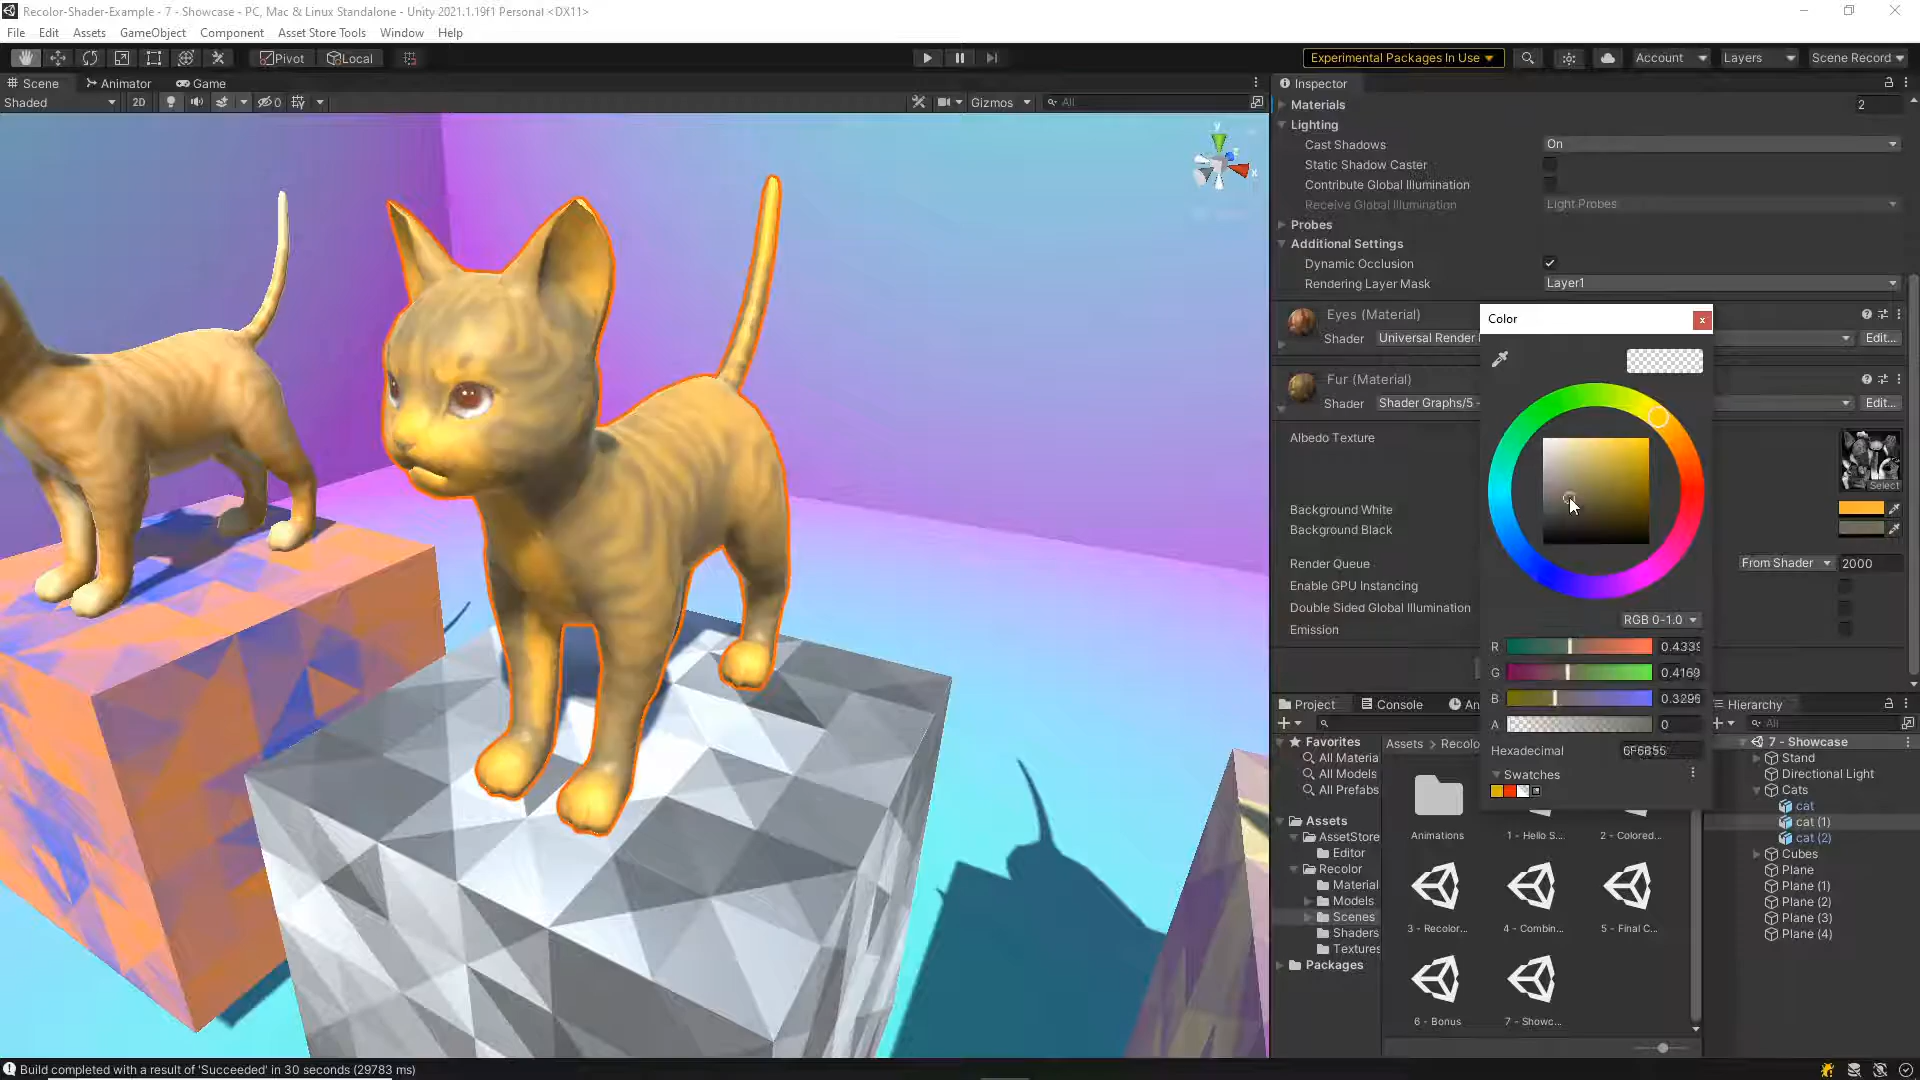 Recolor-Shader-Example - 7 - Showcase - PC, Mac & Linux Standalone - Unity 2021.1.19f1 Personal <DX11>
File Edit Assets GameObject Component Asset Store Tools Window Help
Pivot Local
Experimental Packages In Use
Account
Layers
Scene Record
Scene Animator Game
Shaded 2D 0 Gizmos All
y
x
z
Inspector
Materials 2
Lighting
Cast Shadows On
Static Shadow Caster
Contribute Global Illumination
Receive Global Illumination Light Probes
Probes
Additional Settings
Dynamic Occlusion
Rendering Layer Mask Layer1
Eyes (Material)
Shader Universal Render Edit...
Fur (Material)
Shader Shader Graphs/5 - Edit...
Albedo Texture
Select
Background White
Background Black
Render Queue From Shader 2000
Enable GPU Instancing
Double Sided Global Illumination
Emission
Color
x
RGB 0-1.0
R 0.4339
G 0.4169
B 0.3296
A 0
Hexadecimal 6F6B55
Swatches
Project Console An
Favorites
All Materia
All Models
All Prefabs
Assets
AssetStore
Editor
Recolor
Material
Models
Scenes
Shaders
Textures
Packages
Assets > Recolo
Animations 1 - Hello S... 2 - Colored...
3 - Recolor... 4 - Combin... 5 - Final C...
6 - Bonus 7 - Showc...
Hierarchy
All
7 - Showcase
Stand
Directional Light
Cats
cat
cat (1)
cat (2)
Cubes
Plane
Plane (1)
Plane (2)
Plane (3)
Plane (4)
Build completed with a result of 'Succeeded' in 30 seconds (29783 ms)